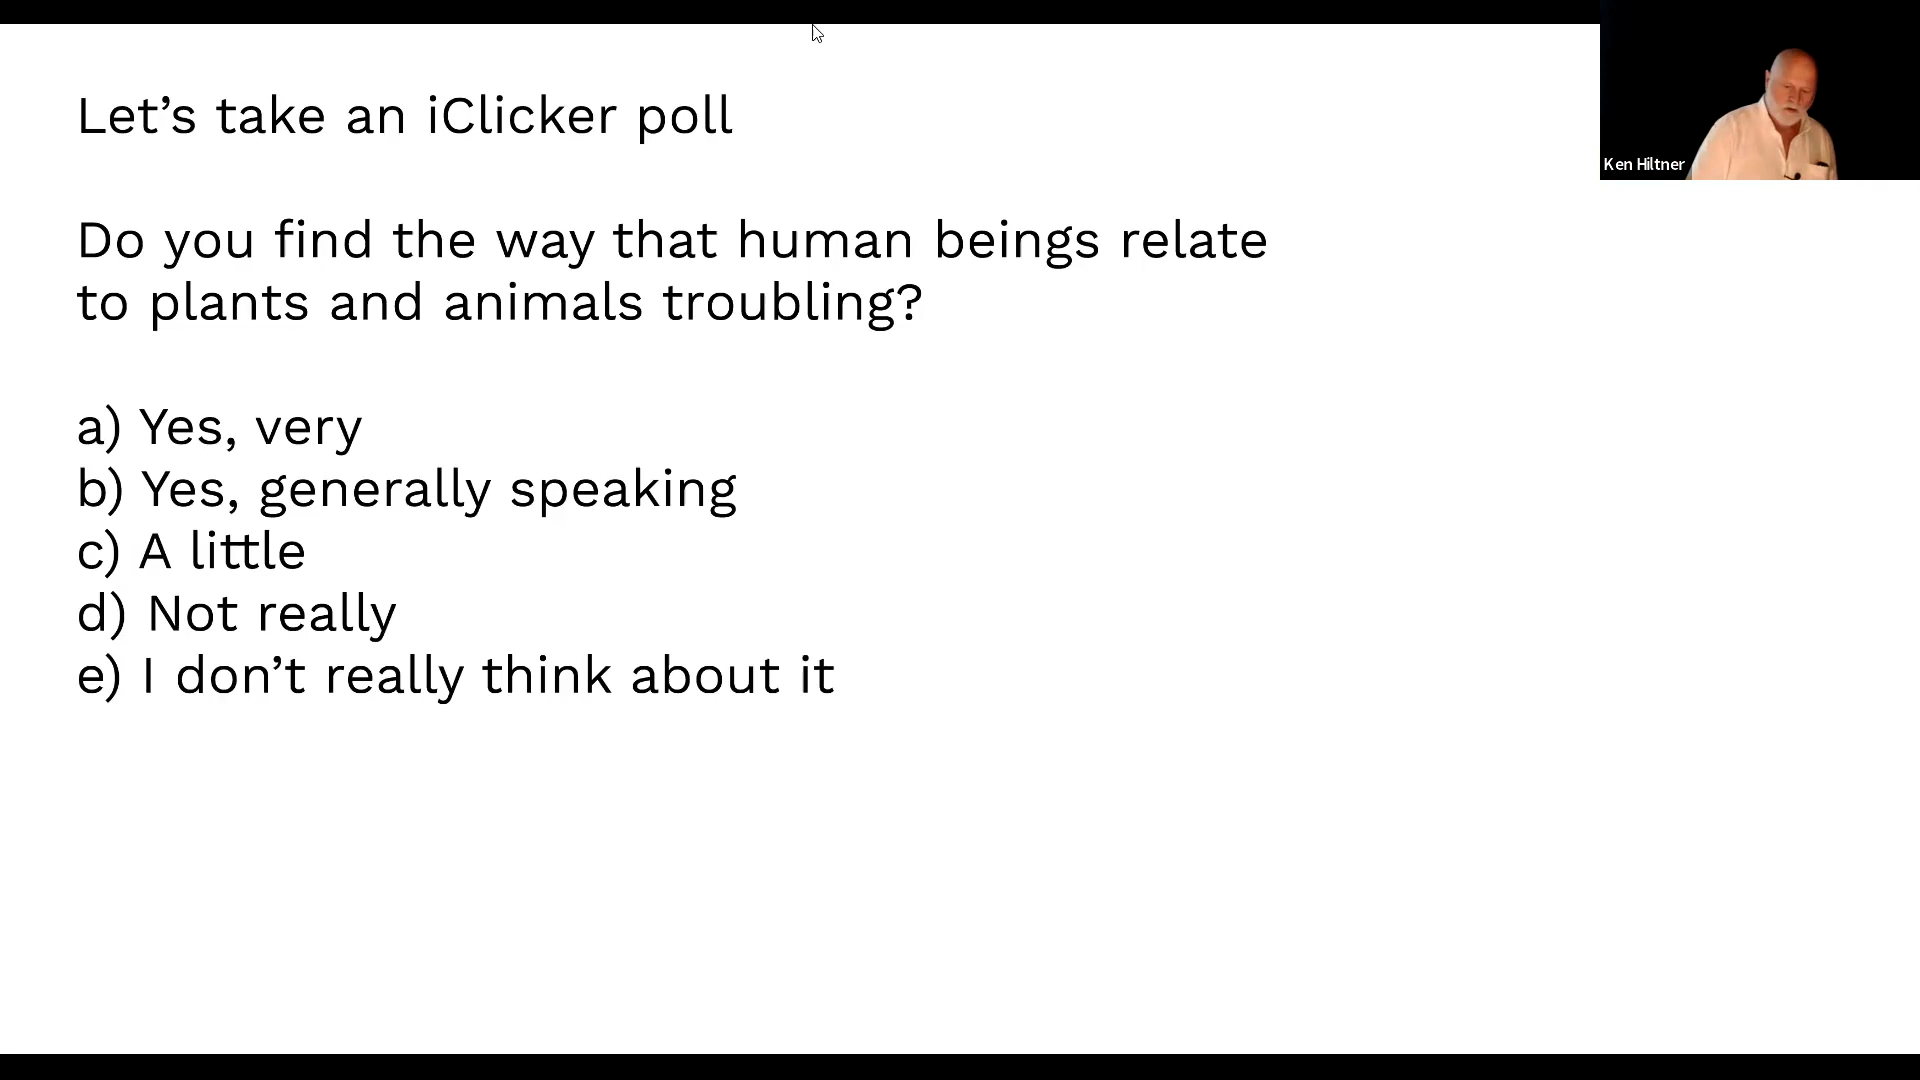 Let’s take an iClicker poll
Do you find the way that human beings relate
to plants and animals troubling?
a) Yes, very
b) Yes, generally speaking
c) A little
d) Not really
e) I don’t really think about it
Ken Hiltner